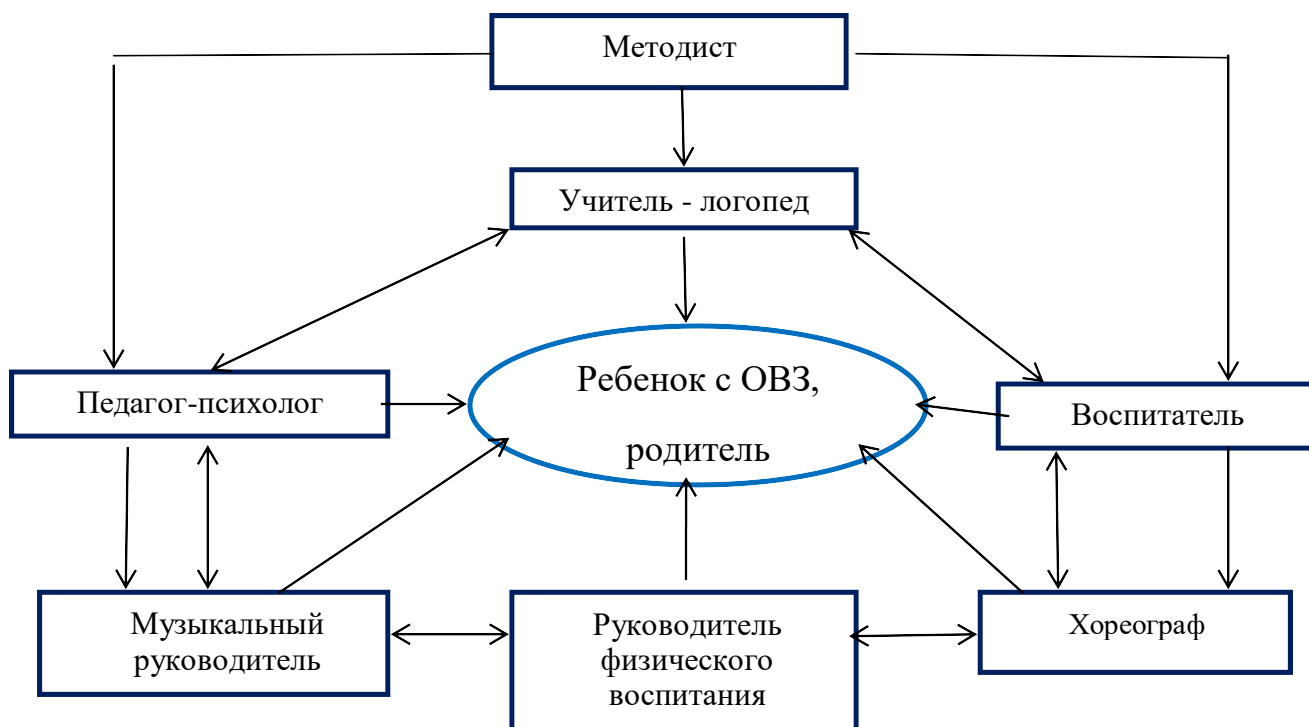 Методист
Учитель - логопед
Ребенок с ОВЗ,
родитель
Педагог-психолог
Воспитатель
Музыкальный
руководитель
Руководитель
физического
воспитания
Хореограф